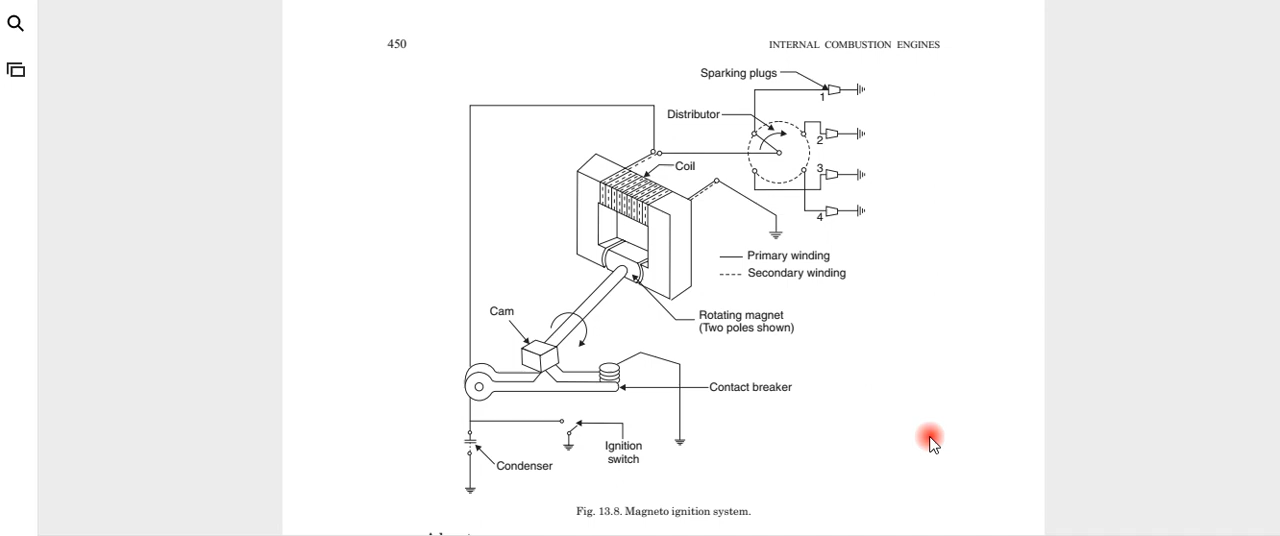 450
INTERNAL COMBUSTION ENGINES
Sparking plugs
1
Distributor
2
Coil
3
4
Primary winding
Secondary winding
Cam
Rotating magnet
(Two poles shown)
Contact breaker
Ignition
switch
Condenser
Fig. 13.8. Magneto ignition system.